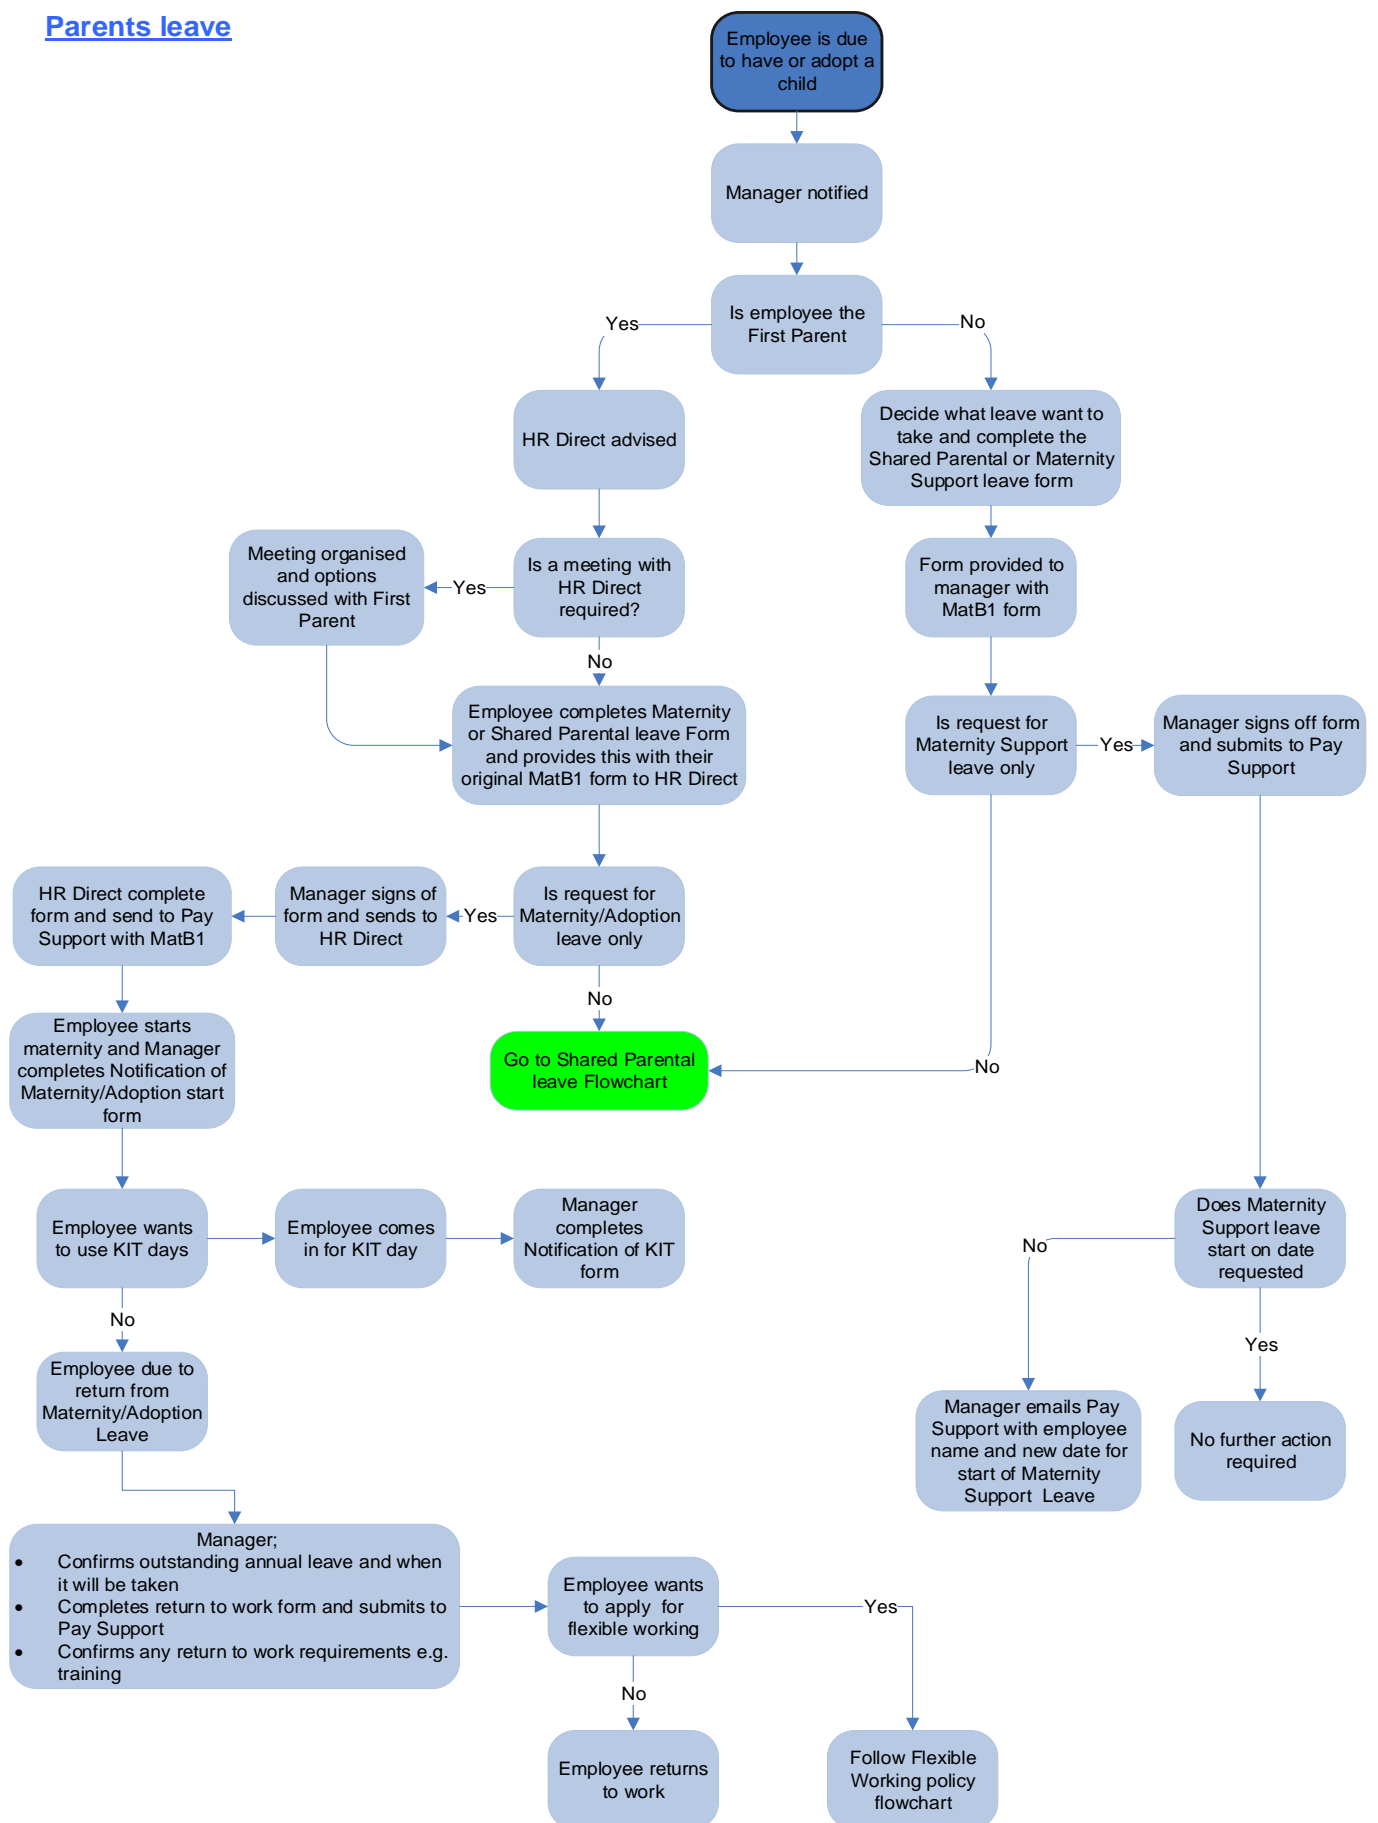 Parents leave
Employee is due
to have or adopt a
child
Manager notified
Is employee the
First Parent
Yes
No
HR Direct advised
Decide what leave want to
take and complete the
Shared Parental or Maternity
Support leave form
Meeting organised
and options
discussed with First
Parent
Yes
Is a meeting with
HR Direct
required?
Form provided to
manager with
MatB1 form
No
Employee completes Maternity
or Shared Parental leave Form
and provides this with their
original MatB1 form to HR Direct
Is request for
Maternity Support
leave only
Yes
Manager signs off form
and submits to Pay
Support
HR Direct complete
form and send to Pay
Support with MatB1
Manager signs of
form and sends to
HR Direct
Yes
Is request for
Maternity/Adoption
leave only
No
Employee starts
maternity and Manager
completes Notification of
Maternity/Adoption start
form
Go to Shared Parental
leave Flowchart
No
Employee wants
to use KIT days
Employee comes
in for KIT day
Manager
completes
Notification of KIT
form
Does Maternity
Support leave
start on date
requested
No
No
Yes
Employee due to
return from
Maternity/Adoption
Leave
Manager emails Pay
Support with employee
name and new date for
start of Maternity
Support  Leave
No further action
required
Manager;
• Confirms outstanding annual leave and when
it will be taken
• Completes return to work form and submits to
Pay Support
• Confirms any return to work requirements e.g.
training
Employee wants
to apply  for
flexible working
Yes
No
Employee returns
to work
Follow Flexible
Working policy
flowchart